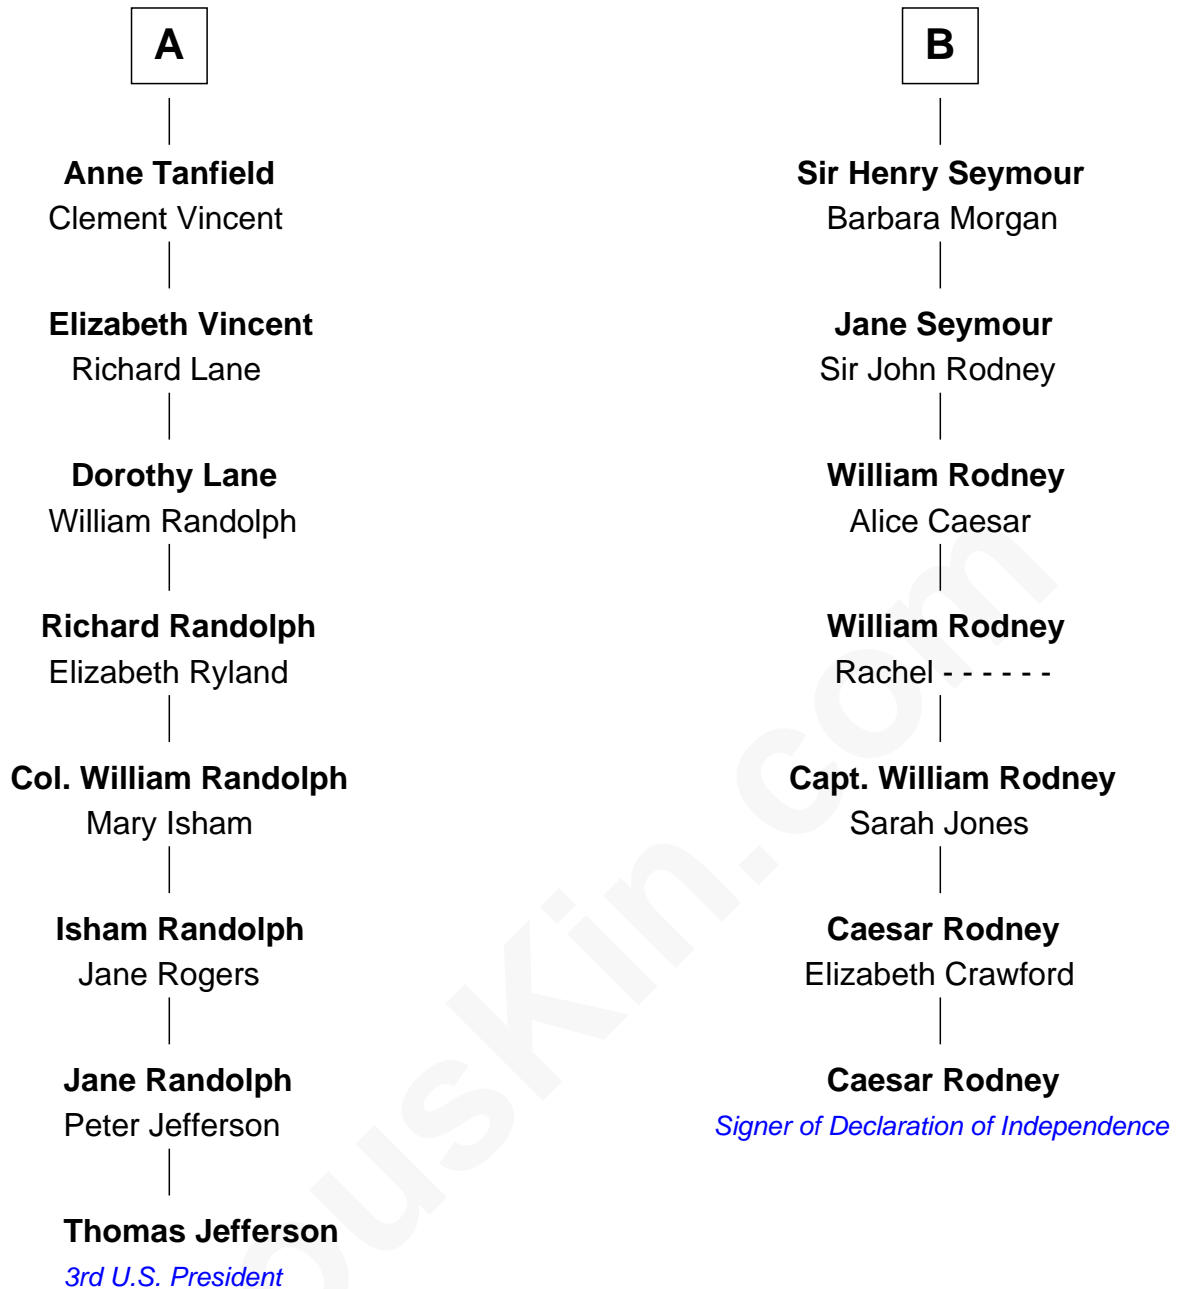 A
Anne Tanfield
Clement Vincent
Elizabeth Vincent
Richard Lane
Dorothy Lane
William Randolph
Richard Randolph
Elizabeth Ryland
Col. William Randolph
Mary Isham
Isham Randolph
Jane Rogers
Jane Randolph
Peter Jefferson
Thomas Jefferson
3rd U.S. President
B
Sir Henry Seymour
Barbara Morgan
Jane Seymour
Sir John Rodney
William Rodney
Alice Caesar
William Rodney
Rachel - - - - - -
Capt. William Rodney
Sarah Jones
Caesar Rodney
Elizabeth Crawford
Caesar Rodney
Signer of Declaration of Independence
ousKin.com